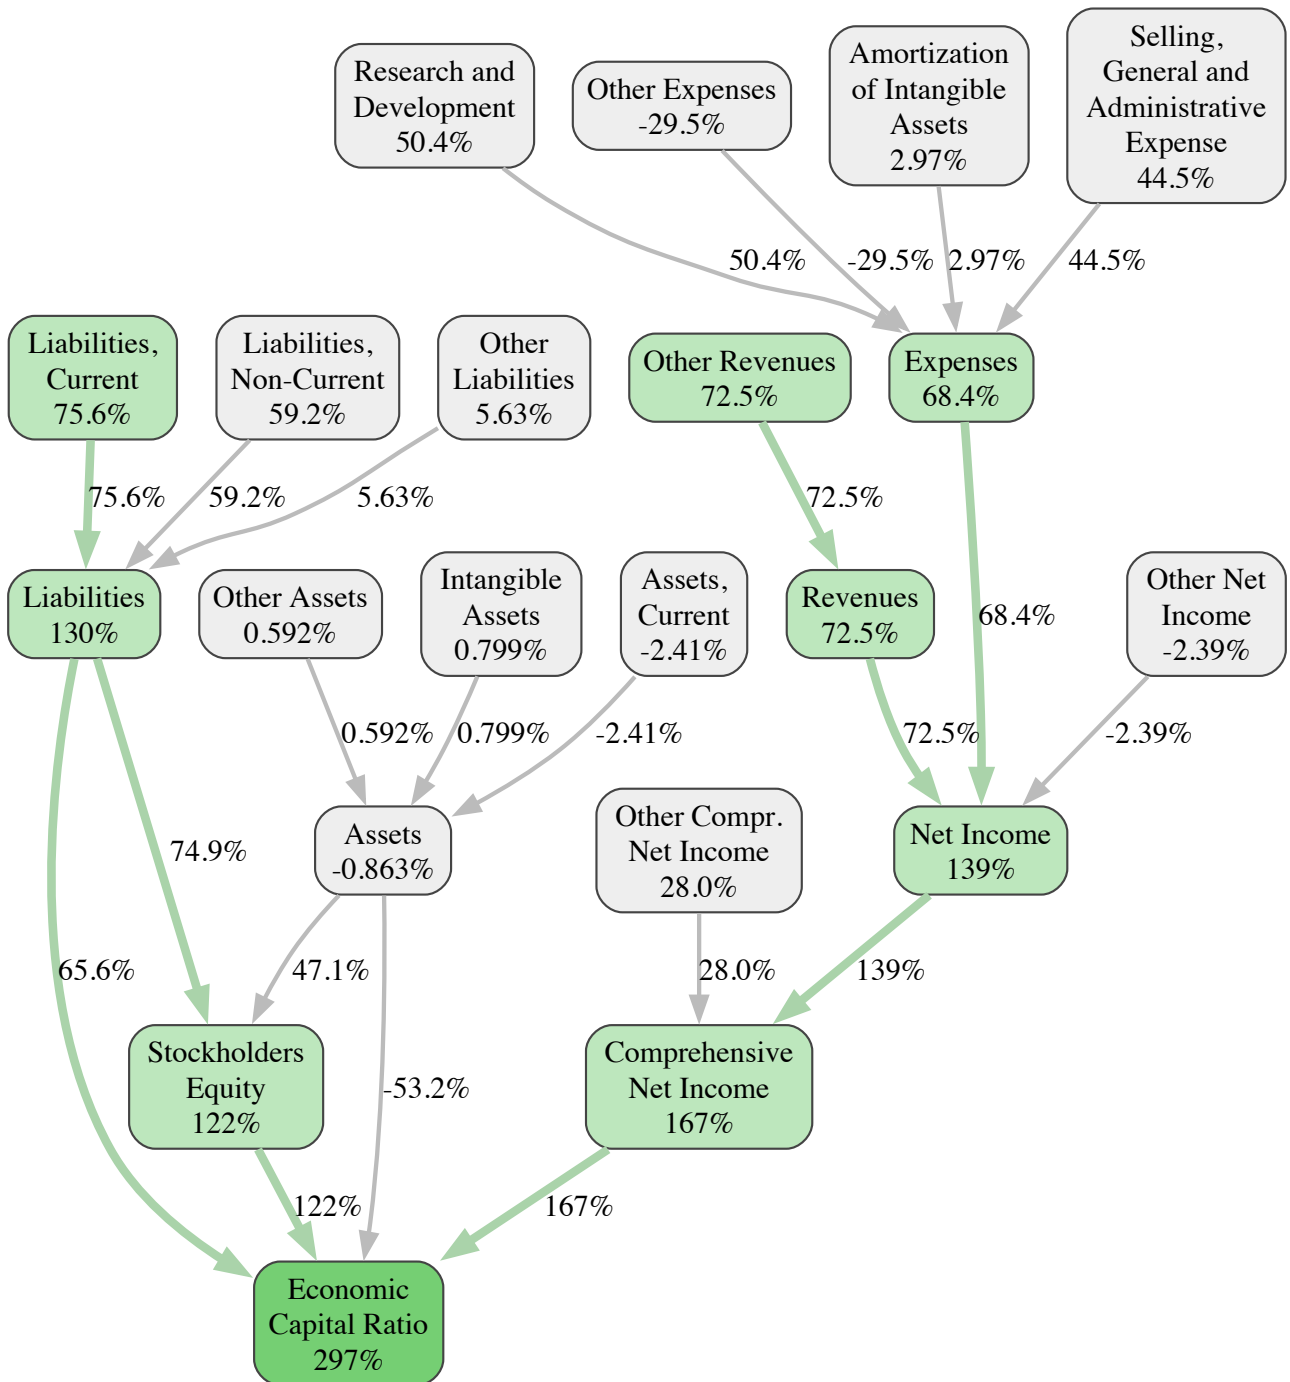 Research and
Development
50.4%
Other Expenses
-29.5%
Amortization
of Intangible
Assets
2.97%
Selling,
General and
Administrative
Expense
44.5%
50.4%
-29.5%
2.97%
44.5%
Liabilities,
Current
75.6%
Liabilities,
Non-Current
59.2%
Other
Liabilities
5.63%
Other Revenues
72.5%
Expenses
68.4%
75.6%
59.2%
5.63%
72.5%
Liabilities
130%
Other Assets
0.592%
Intangible
Assets
0.799%
Assets,
Current
-2.41%
Revenues
72.5%
68.4%
Other Net
Income
-2.39%
0.592%
0.799%
-2.41%
72.5%
-2.39%
74.9%
Assets
-0.863%
Other Compr.
Net Income
28.0%
Net Income
139%
65.6%
47.1%
28.0%
139%
Stockholders
Equity
122%
-53.2%
Comprehensive
Net Income
167%
122%
167%
Economic
Capital Ratio
297%